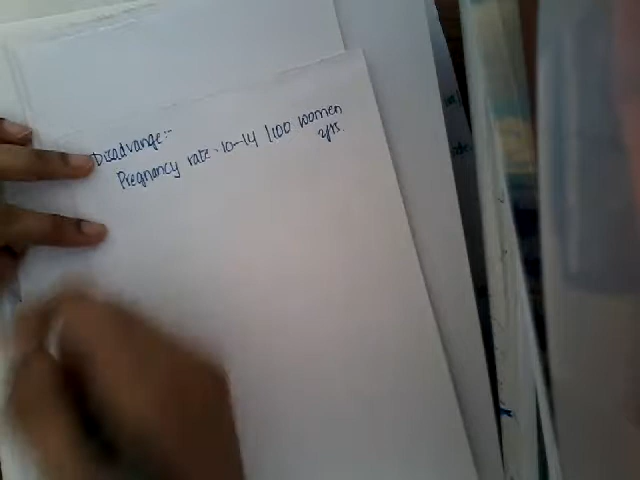 Disadvange:-
Pregnancy rate - 10-14 /100 women
yrs.